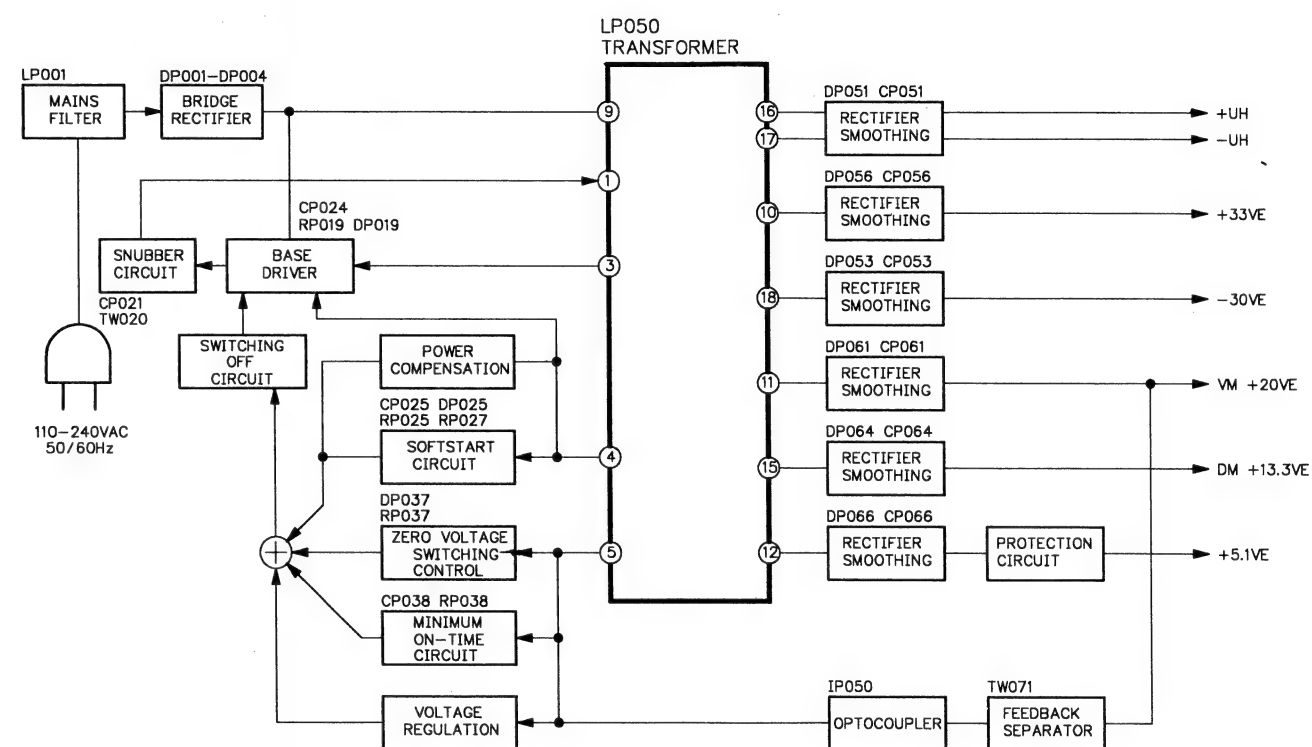 LP050
TRANSFORMER
LP001
MAINS
FILTER
DP001-DP004
BRIDGE
RECTIFIER
9
1
3
4
5
16
17
10
18
11
15
12
CP024
RP019 DP019
SNUBBER
CIRCUIT
CP021
TW020
BASE
DRIVER
SWITCHING
OFF
CIRCUIT
110-240VAC
50/60Hz
POWER
COMPENSATION
CP025 DP025
RP025 RP027
SOFTSTART
CIRCUIT
DP037
RP037
ZERO VOLTAGE
SWITCHING
CONTROL
CP038 RP038
MINIMUM
ON-TIME
CIRCUIT
VOLTAGE
REGULATION
DP051 CP051
RECTIFIER
SMOOTHING
+UH
-UH
DP056 CP056
RECTIFIER
SMOOTHING
+33VE
DP053 CP053
RECTIFIER
SMOOTHING
-30VE
DP061 CP061
RECTIFIER
SMOOTHING
VM +20VE
DP064 CP064
RECTIFIER
SMOOTHING
DM +13.3VE
DP066 CP066
RECTIFIER
SMOOTHING
PROTECTION
CIRCUIT
+5.1VE
IP050
OPTOCOUPLER
TW071
FEEDBACK
SEPARATOR